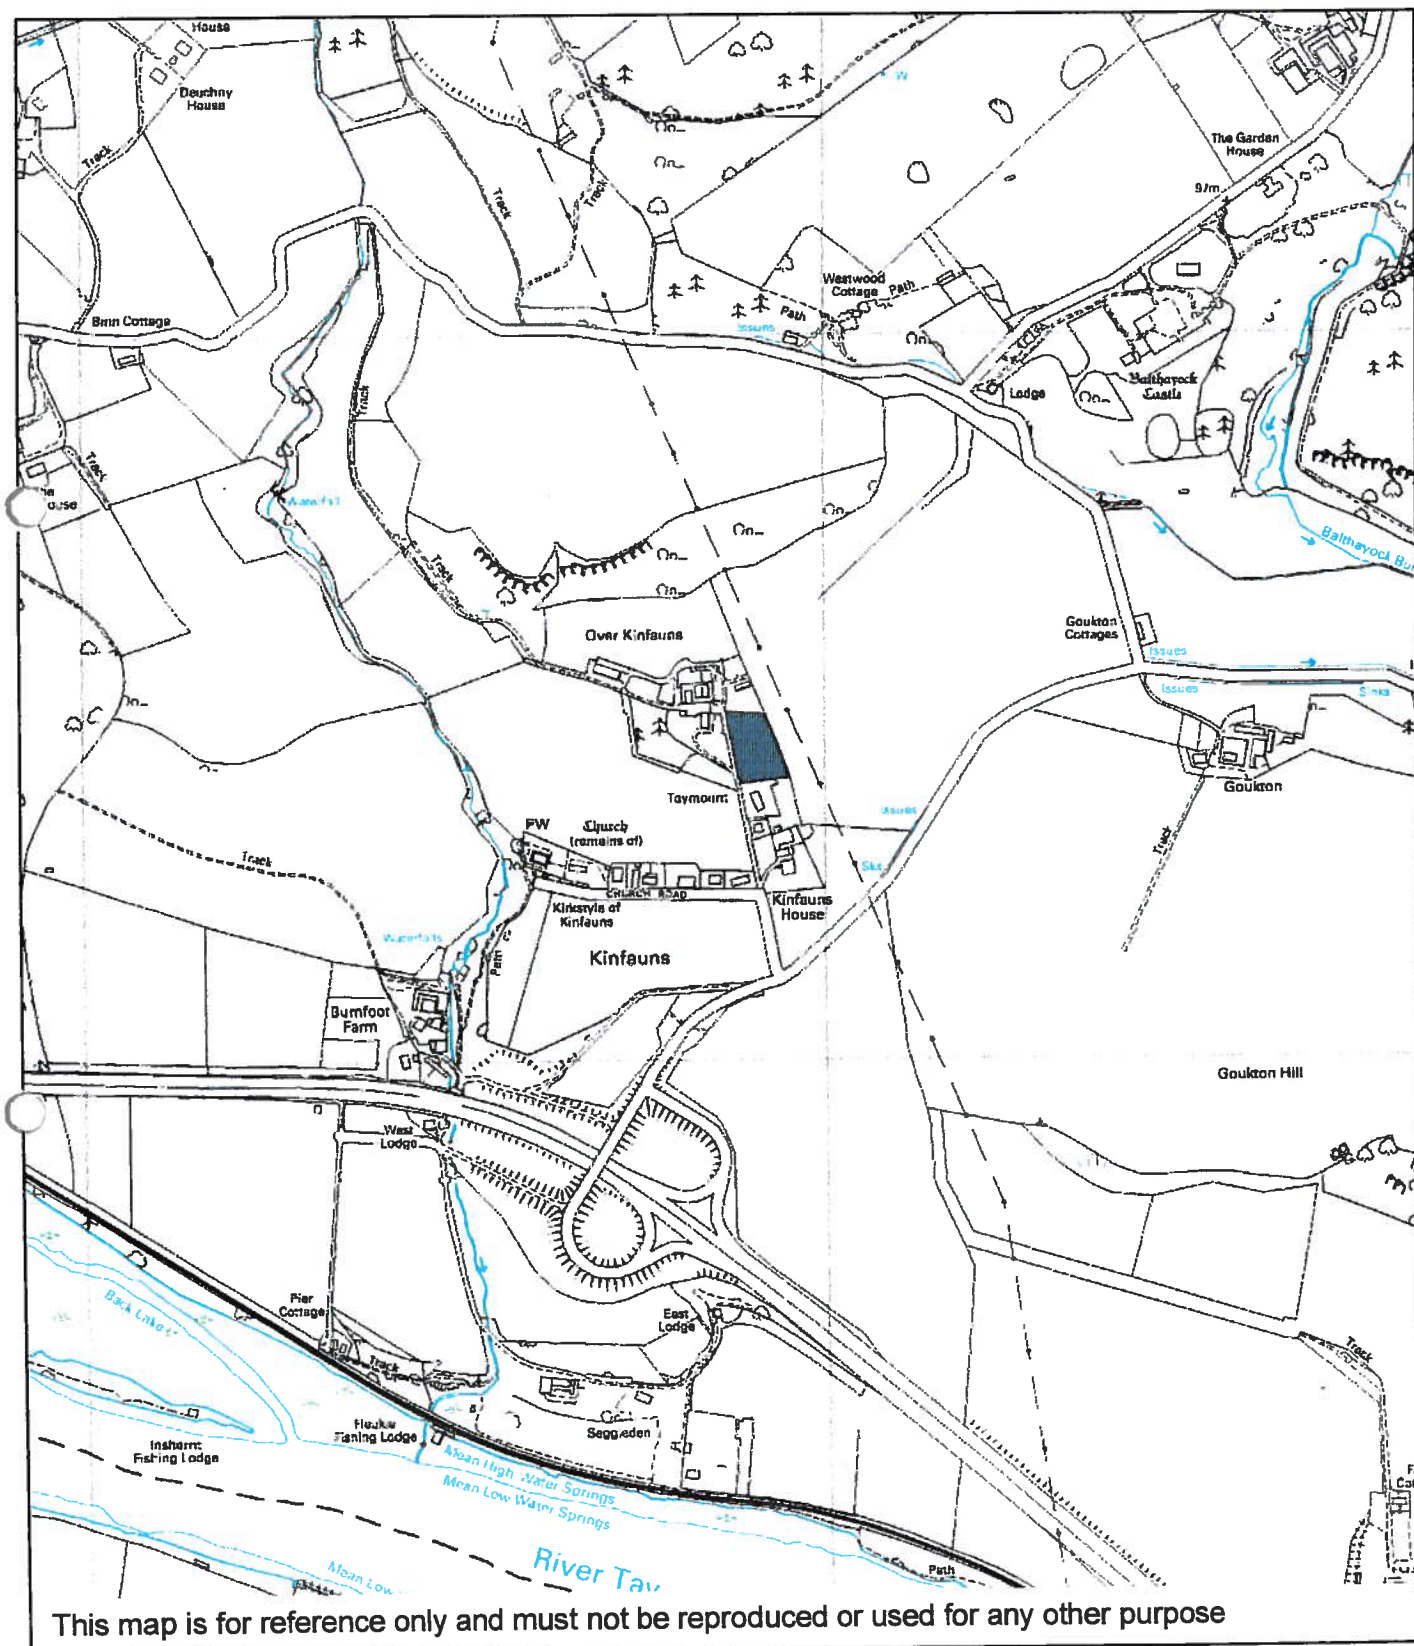 House
Deuchny
House
Track
Track
Track
W
The Garden
House
97m
Westwood
Cottage
Path
Path
Issues
Binn Cottage
Lodge
Balthayock
Castle
Track
Track
Waterfall
Track
Balthayock
Over Kinfauns
Goukton
Cottages
Issues
Issues
Sinks
Goukton
Taymount
Issues
Track
PW
Church
(remains of)
Track
Sks
CHURCH ROAD
Kirkstyle of
Kinfauns
Kinfauns
House
Waterfalls
Path
Kinfauns
Burnfoot
Farm
Goukton Hill
West
Lodge
Pier
Cottage
Back Lake
East
Lodge
Track
Track
Fishing Lodge
Seggieden
Fishing Lodge
Mean High Water Springs
Mean Low Water Springs
River Tay
Mean Low
Path
This map is for reference only and must not be reproduced or used for any other purpose